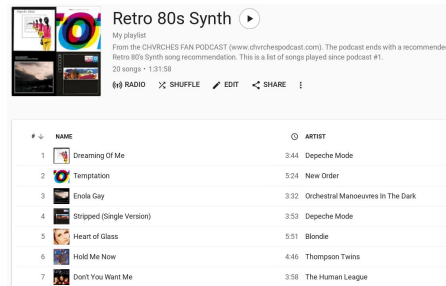 Retro 80s Synth
My playlist
From the CHVRCHES FAN PODCAST (www.chvrchespodcast.com). The podcast ends with a recommended
Retro 80's Synth song recommendation. This is a list of songs played since podcast #1.
20 songs • 1:31:58
RADIO SHUFFLE EDIT SHARE
# NAME ARTIST
1 Dreaming Of Me 3:44 Depeche Mode
2 Temptation 5:24 New Order
3 Enola Gay 3:32 Orchestral Manoeuvres In The Dark
4 Stripped (Single Version) 3:53 Depeche Mode
5 Heart of Glass 5:51 Blondie
6 Hold Me Now 4:46 Thompson Twins
7 Don't You Want Me 3:58 The Human League